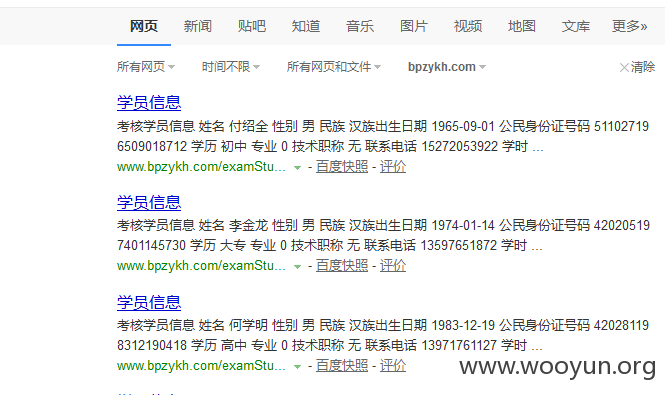 网页 新闻 贴吧 知道 音乐 图片 视频 地图 文库 更多»
所有网页 时间不限 所有网页和文件 bpzykh.com 清除
学员信息
考核学员信息 姓名 付绍全 性别 男 民族 汉族出生日期 1965-09-01 公民身份证号码 51102719
6509018712 学历 初中 专业 0 技术职称 无 联系电话 15272053922 学时 ...
www.bpzykh.com/examStu... - 百度快照 - 评价
学员信息
考核学员信息 姓名 李金龙 性别 男 民族 汉族出生日期 1974-01-14 公民身份证号码 42020519
7401145730 学历 大专 专业 0 技术职称 无 联系电话 13597651872 学时 ...
www.bpzykh.com/examStu... - 百度快照 - 评价
学员信息
考核学员信息 姓名 何学明 性别 男 民族 汉族出生日期 1983-12-19 公民身份证号码 42028119
8312190418 学历 高中 专业 0 技术职称 无 联系电话 13971761127 学时 ...
www.bpzykh.com/examStu... - 百度快照 - 评价
www.wooyun.org